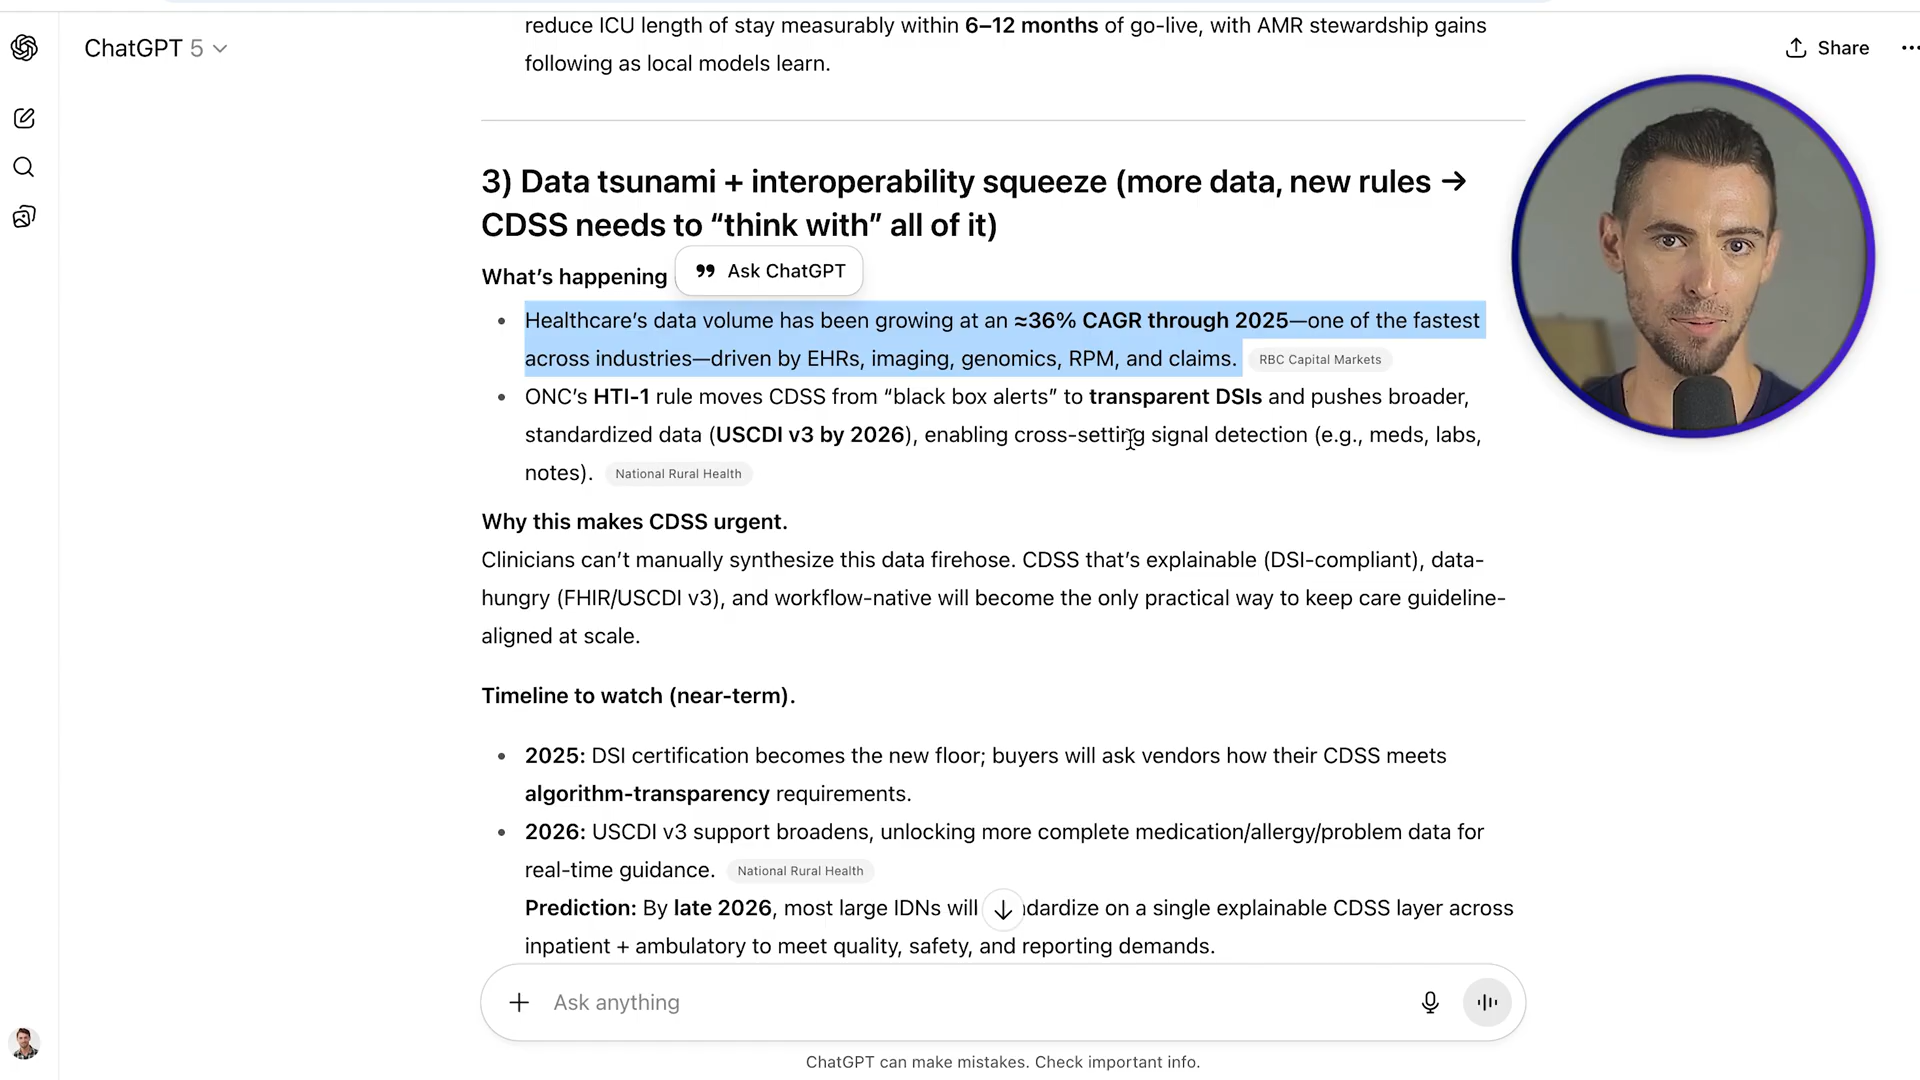 reduce ICU length of stay measurably within 6–12 months of go-live, with AMR stewardship gains
ChatGPT 5
Share
following as local models learn.
3) Data tsunami + interoperability squeeze (more data, new rules →
CDSS needs to “think with” all of it)
What’s happening
Ask ChatGPT
• Healthcare’s data volume has been growing at an ≈36% CAGR through 2025—one of the fastest
across industries—driven by EHRs, imaging, genomics, RPM, and claims. RBC Capital Markets
• ONC’s HTI-1 rule moves CDSS from “black box alerts” to transparent DSIs and pushes broader,
standardized data (USCDI v3 by 2026), enabling cross-setting signal detection (e.g., meds, labs,
notes). National Rural Health
Why this makes CDSS urgent.
Clinicians can’t manually synthesize this data firehose. CDSS that’s explainable (DSI-compliant), data-
hungry (FHIR/USCDI v3), and workflow-native will become the only practical way to keep care guideline-
aligned at scale.
Timeline to watch (near-term).
• 2025: DSI certification becomes the new floor; buyers will ask vendors how their CDSS meets
algorithm-transparency requirements.
• 2026: USCDI v3 support broadens, unlocking more complete medication/allergy/problem data for
real-time guidance. National Rural Health
Prediction: By late 2026, most large IDNs will ndardize on a single explainable CDSS layer across
inpatient + ambulatory to meet quality, safety, and reporting demands.
Ask anything
ChatGPT can make mistakes. Check important info.